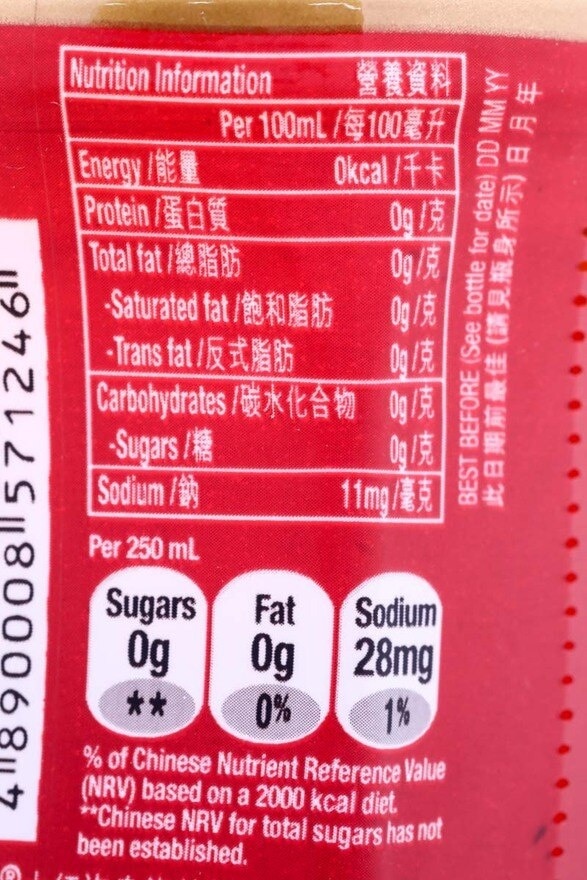 Nutrition Information 營養資料
Per 100mL /每100毫升
Energy /能量 0kcal /千卡
Protein /蛋白質 0g /克
Total fat /總脂肪 0g /克
-Saturated fat /飽和脂肪 0g /克
-Trans fat /反式脂肪 0g /克
Carbohydrates /碳水化合物 0g /克
-Sugars /糖 0g /克
Sodium /鈉 11mg /毫克
Per 250 mL
Sugars 0g **
Fat 0g 0%
Sodium 28mg 1%
% of Chinese Nutrient Reference Value
(NRV) based on a 2000 kcal diet.
**Chinese NRV for total sugars has not
been established.
BEST BEFORE (See bottle for date) DD MM YY
此日期前最佳 (請見瓶身所示) 日 月 年
4 890008 571246
®